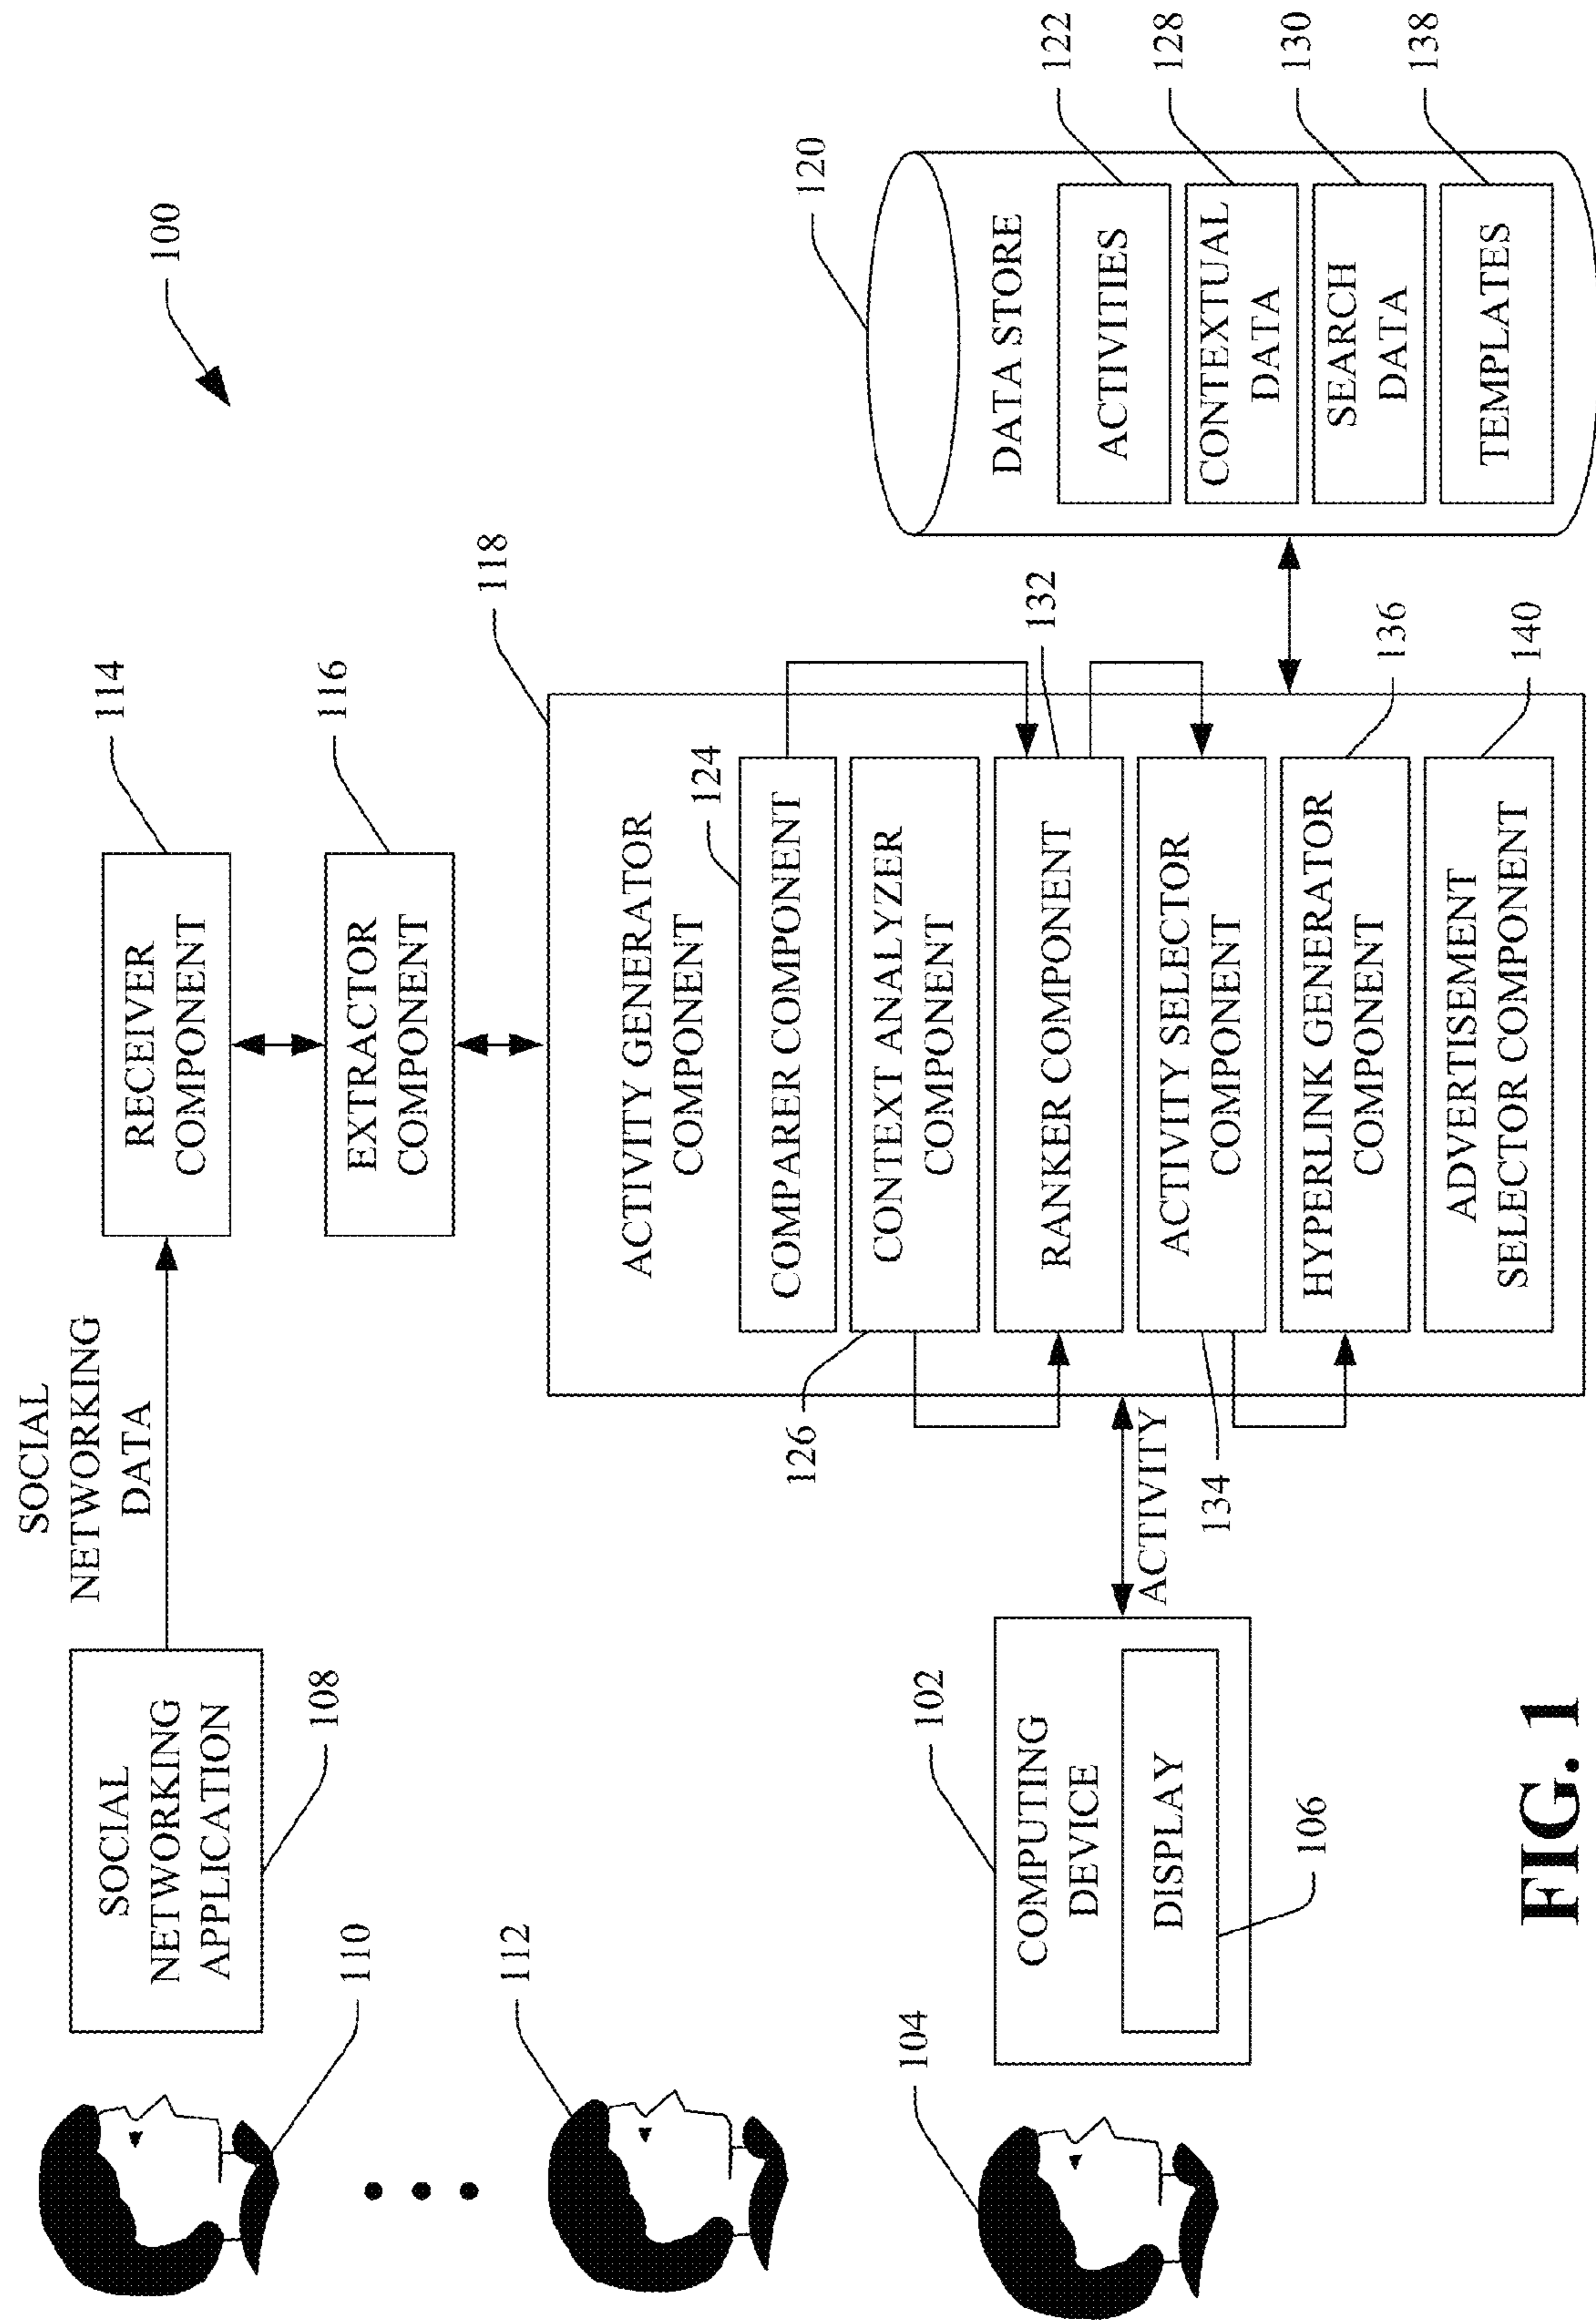 100
SOCIAL
NETWORKING
DATA
SOCIAL
NETWORKING
APPLICATION
108
110
112
RECEIVER
COMPONENT
114
EXTRACTOR
COMPONENT
116
118
ACTIVITY GENERATOR
COMPONENT
124
COMPARER COMPONENT
CONTEXT ANALYZER
COMPONENT
126
RANKER COMPONENT
132
ACTIVITY SELECTOR
COMPONENT
134
HYPERLINK GENERATOR
COMPONENT
136
ADVERTISEMENT
SELECTOR COMPONENT
140
120
DATA STORE
ACTIVITIES
122
CONTEXTUAL
DATA
128
SEARCH
DATA
130
TEMPLATES
138
104
102
COMPUTING
DEVICE
DISPLAY
106
ACTIVITY
FIG. 1